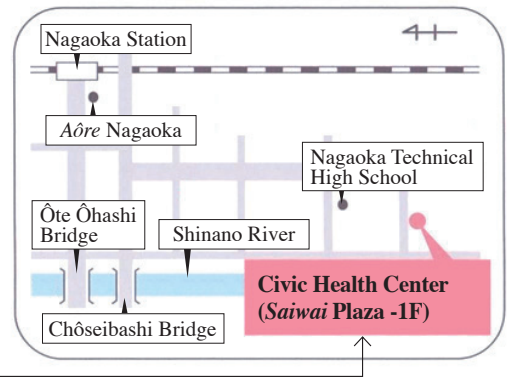 Nagaoka Station
Aôre Nagaoka
Nagaoka Technical
High School
Ôte Ôhashi
Bridge
Shinano River
Civic Health Center
(Saiwai Plaza -1F)
Chôseibashi Bridge